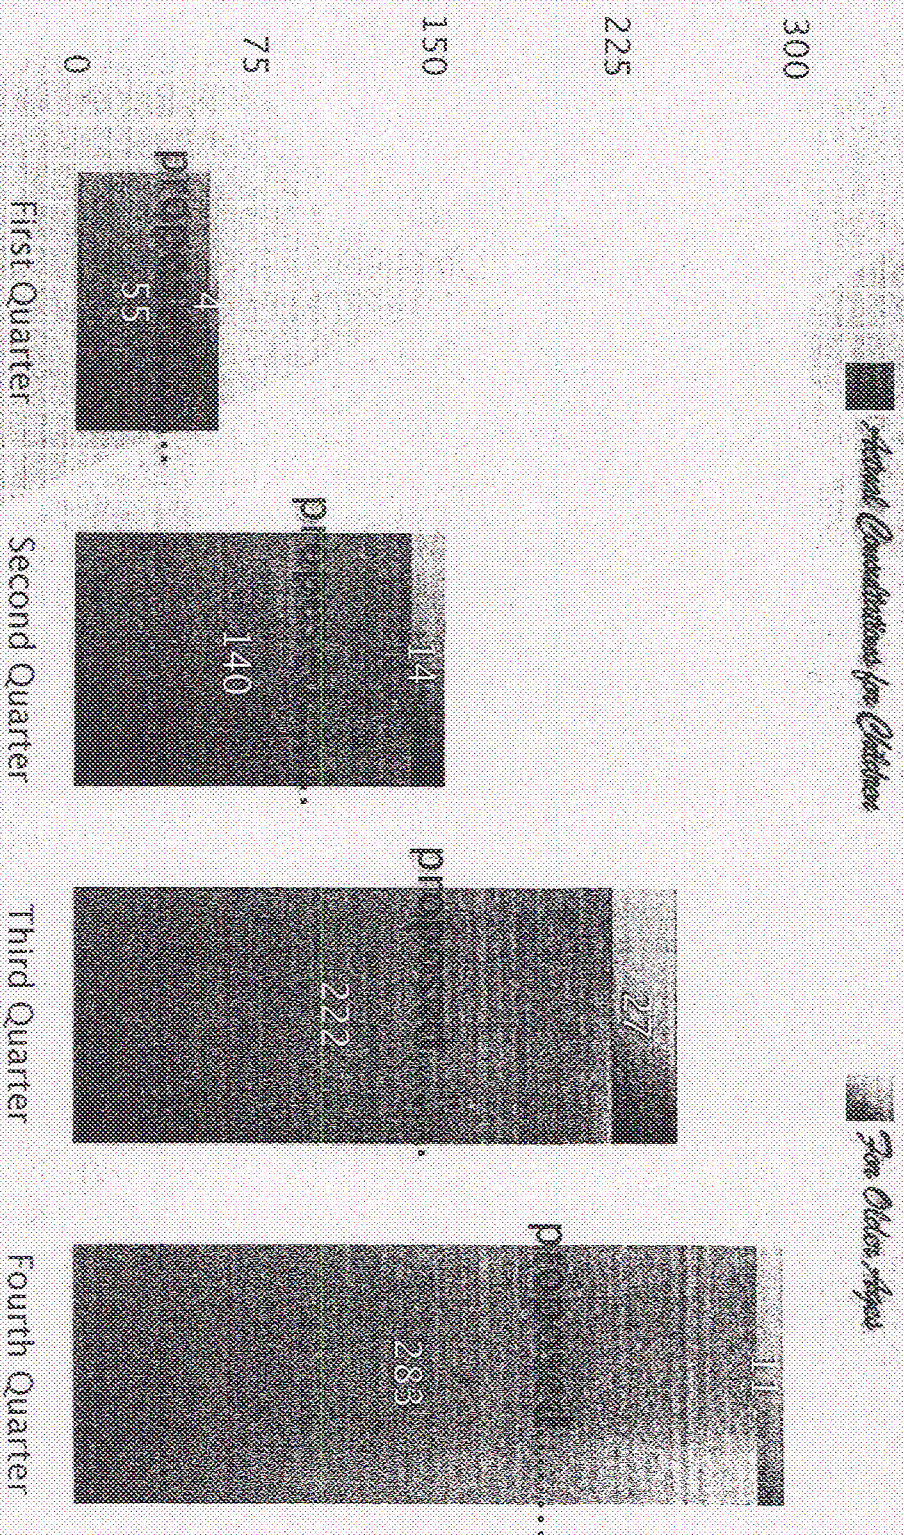 Actual Consultations for Children
For Older Ages
300
225
150
75
0
4
55
14
140
27
222
11
283
First Quarter
Second Quarter
Third Quarter
Fourth Quarter